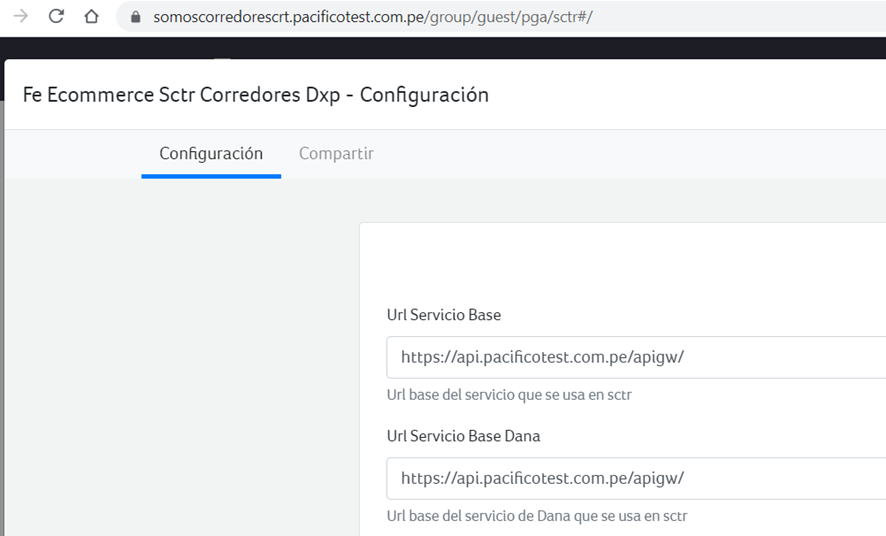 somoscorredorescrt.pacificotest.com.pe/group/guest/pga/sctr#/
Fe Ecommerce Sctr Corredores Dxp - Configuración
Configuración Compartir
Url Servicio Base
https://api.pacificotest.com.pe/apigw/
Url base del servicio que se usa en sctr
Url Servicio Base Dana
https://api.pacificotest.com.pe/apigw/
Url base del servicio de Dana que se usa en sctr